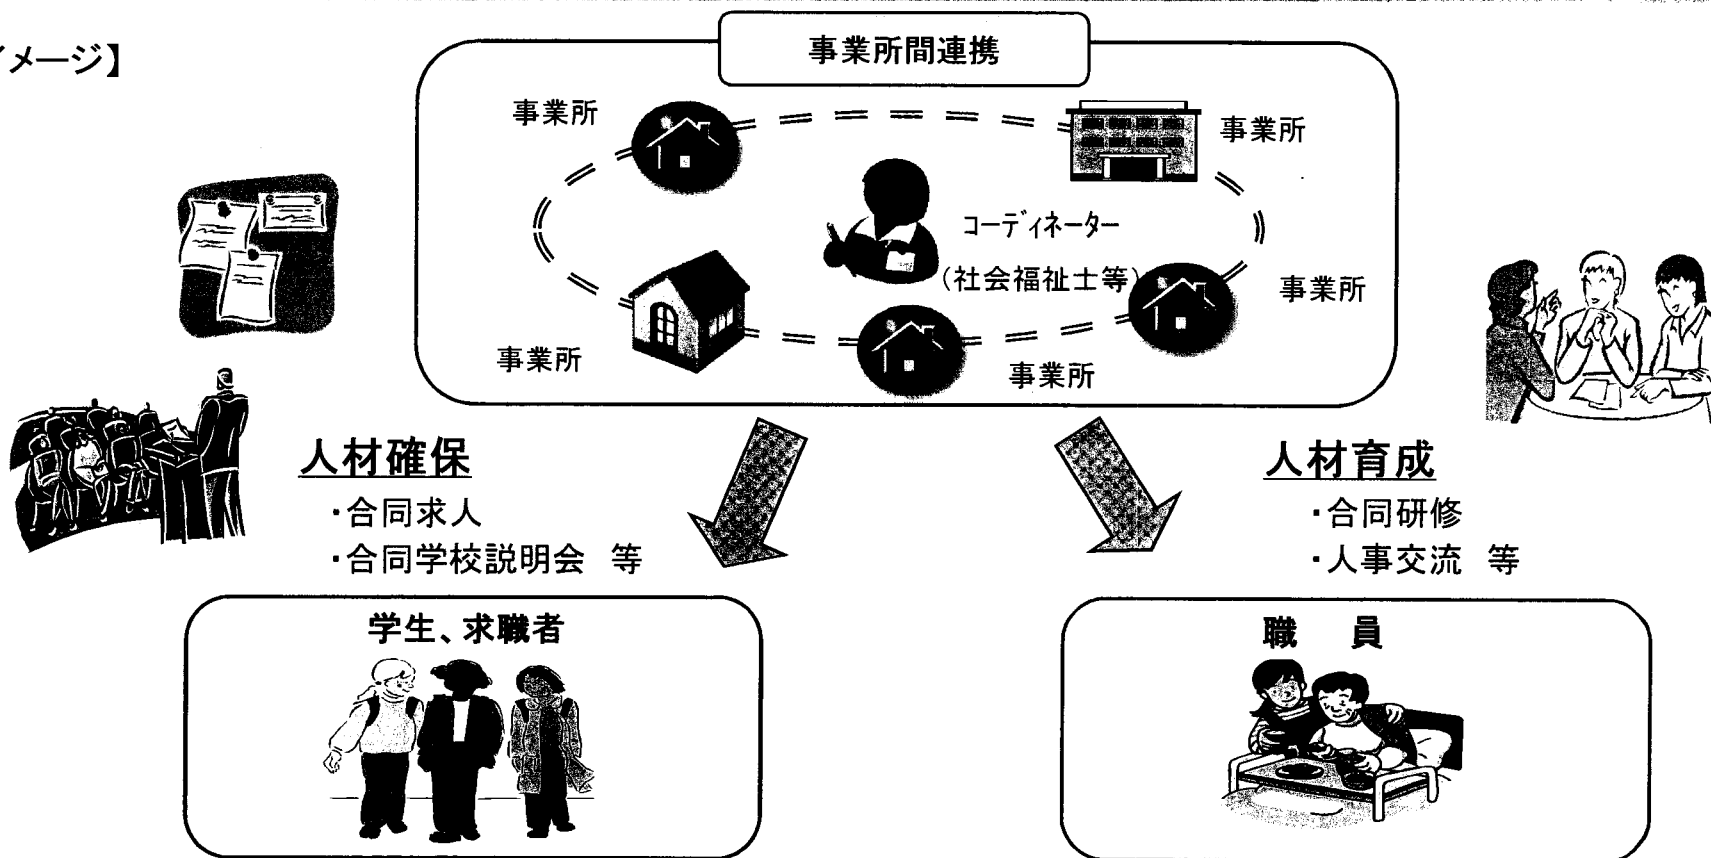 イメージ】
事業所間連携
事業所
事業所
コーディネーター
(社会福祉士等)
事業所
事業所
事業所
人材確保
・合同求人
・合同学校説明会 等
人材育成
・合同研修
・人事交流 等
学生、求職者
職 員